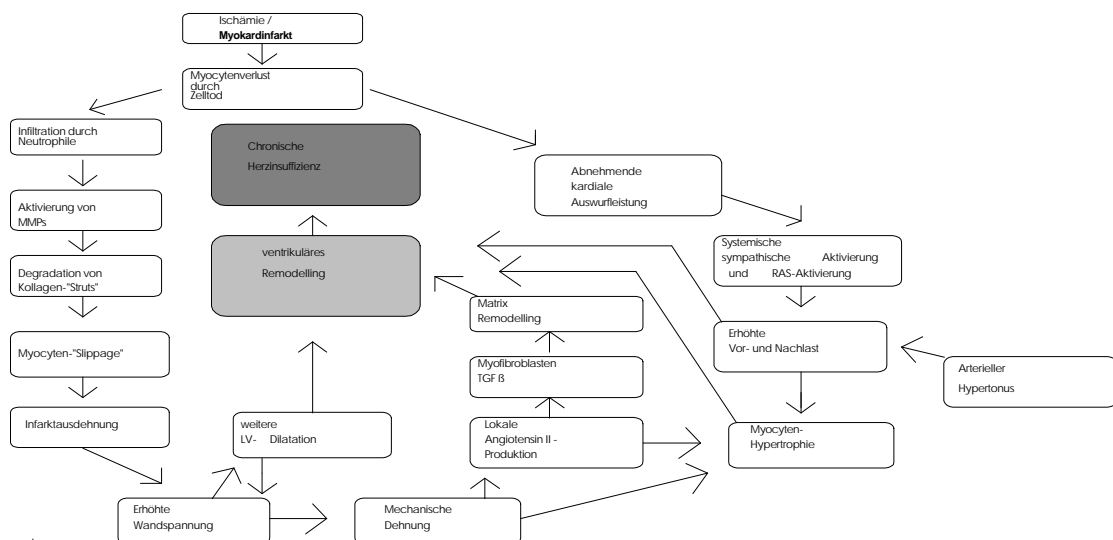 Ischämie /
Myokardinfarkt
Myocytenverlust
durch
Zelltod
Infiltration durch
Neutrophile
Chronische
Herzinsuffizienz
Abnehmende
kardiale
Auswurfleistung
Aktivierung von
MMPs
ventrikuläres
Remodelling
Systemische
sympathische Aktivierung
und RAS-Aktivierung
Degradation von
Kollagen-"Struts"
Matrix
Remodelling
Erhöhte
Vor- und Nachlast
Myocyten-"Slippage"
Myofibroblasten
TGF ß
Arterieller
Hypertonus
Infarktausdehnung
weitere
LV- Dilatation
Lokale
Angiotensin II -
Produktion
Myocyten-
Hypertrophie
Erhöhte
Wandspannung
Mechanische
Dehnung